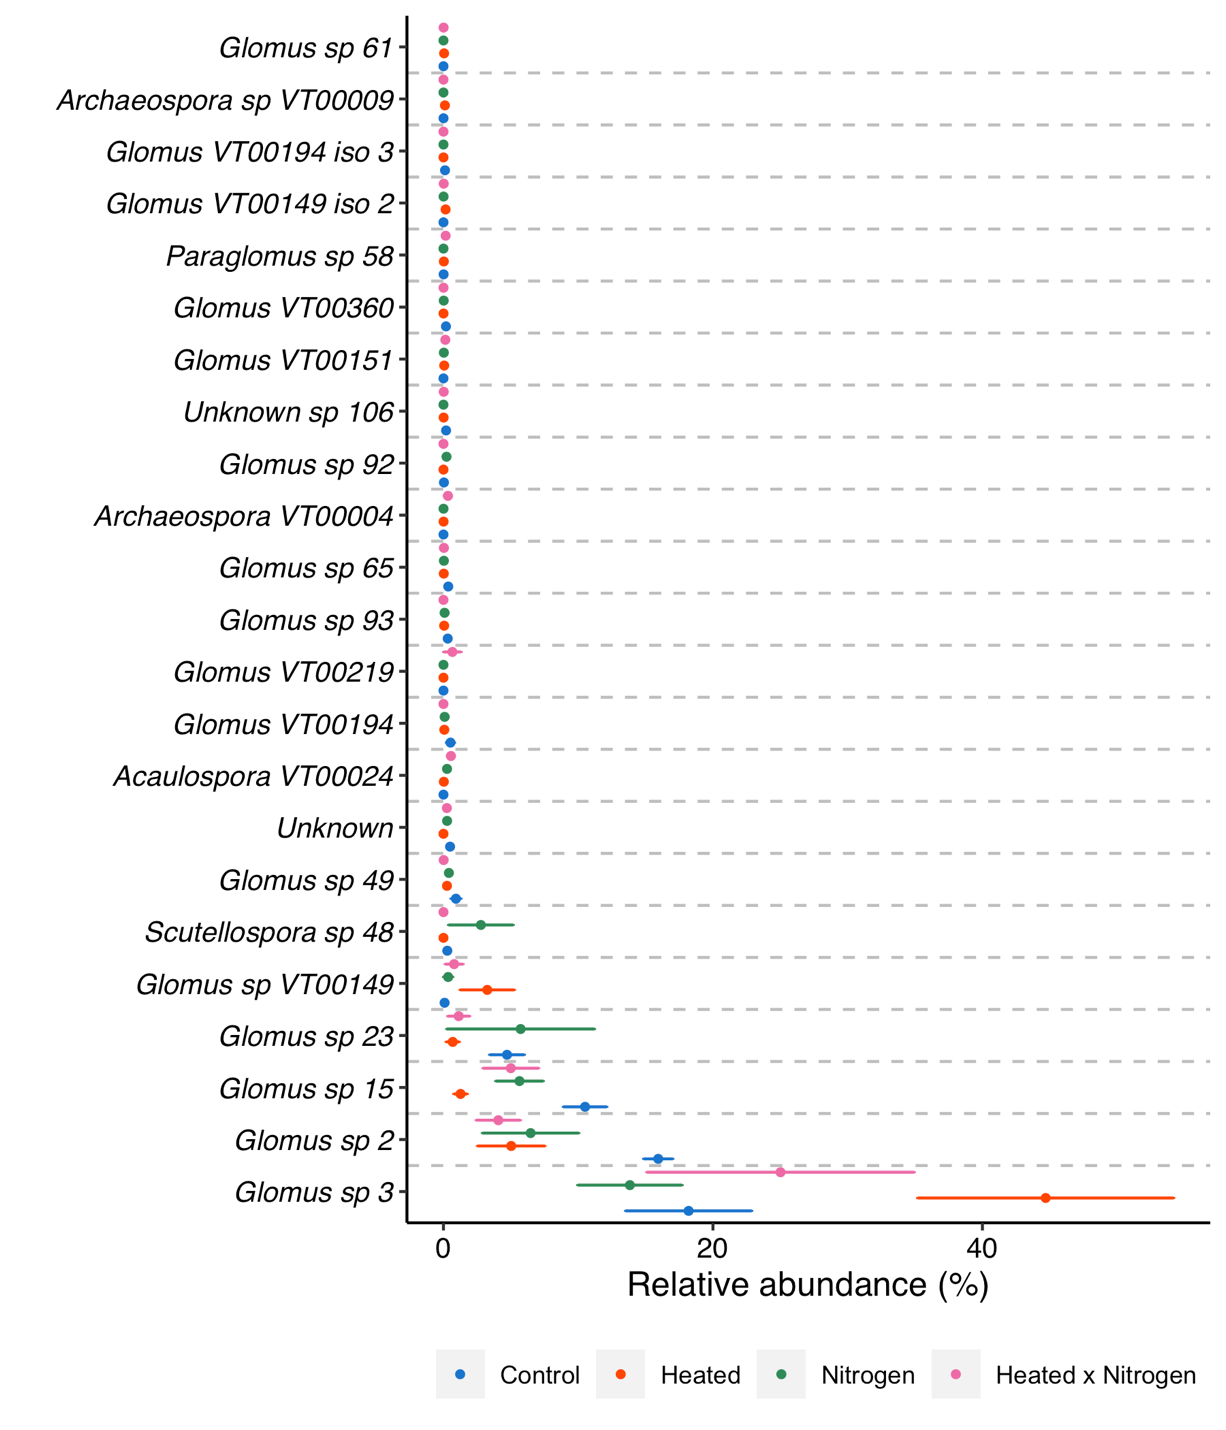 Glomus sp 61
Archaeospora sp VT00009
Glomus VT00194 iso 3
Glomus VT00149 iso 2
Paraglomus sp 58
Glomus VT00360
Glomus VT00151
Unknown sp 106
Glomus sp 92
Archaeospora VT00004
Glomus sp 65
Glomus sp 93
Glomus VT00219
Glomus VT00194
Acaulospora VT00024
Unknown
Glomus sp 49
Scutellospora sp 48
Glomus sp VT00149
Glomus sp 23
Glomus sp 15
Glomus sp 2
Glomus sp 3
0 20 40
Relative abundance (%)
Control Heated Nitrogen Heated x Nitrogen